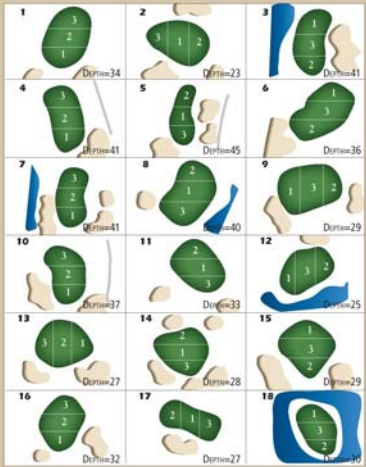 1
3
2
1
DEPTH=34
2
3 1 2
DEPTH=23
3
1
3
2
DEPTH=41
4
3
2
1
DEPTH=41
5
2
1
3
DEPTH=45
6
1
3
2
DEPTH=36
7
3
2
1
DEPTH=41
8
2
1
3
DEPTH=40
9
1 3 2
DEPTH=29
10
3
2
1
DEPTH=37
11
2
1
3
DEPTH=33
12
1 3 2
DEPTH=25
13
3 2 1
DEPTH=27
14
2
1
3
DEPTH=28
15
1
3
2
DEPTH=29
16
3
2
1
DEPTH=32
17
2 1 3
DEPTH=27
18
1
3
2
DEPTH=30